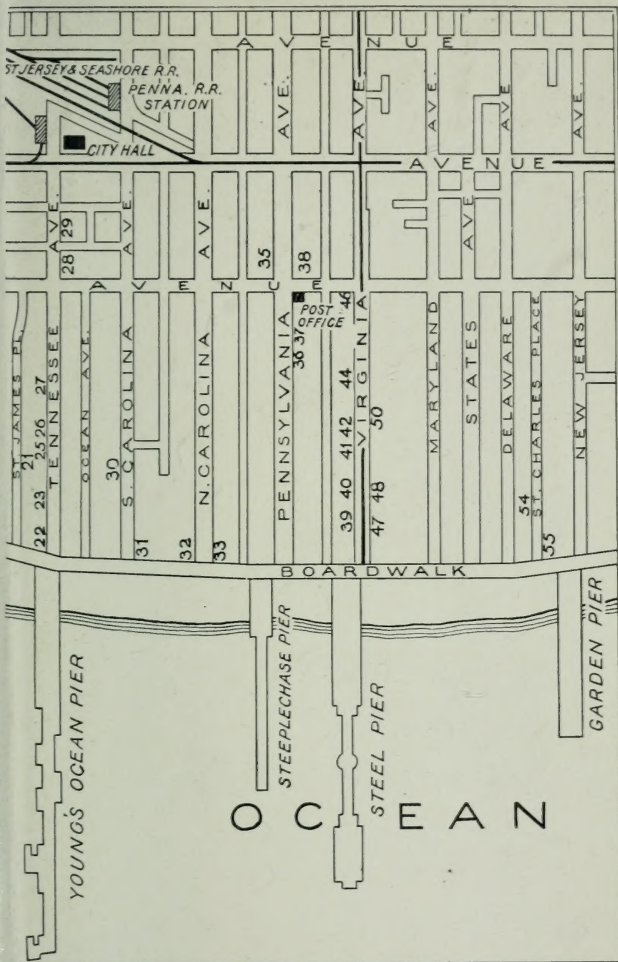 AVENUE
ST JERSEY & SEASHORE R.R.
PENNA. R.R.
STATION
CITY HALL
AVE.
AVE
AVE.
AVE
AVE.
AVENUE
AVE.
AVE.
AVE
AVE
28
29
35
38
AVENUE
POST
OFFICE
ST. JAMES PL.
TENNESSEE
OCEAN AVE.
S. CAROLINA
N. CAROLINA
PENNSYLVANIA
VIRGINIA
MARYLAND
STATES
DELAWARE
ST. CHARLES PLACE
NEW JERSEY
21
22
23
25
26
27
30
31
32
33
36
37
39
40
41
42
44
46
47
48
50
54
55
BOARDWALK
YOUNG'S OCEAN PIER
STEEPLECHASE PIER
STEEL PIER
GARDEN PIER
OCEAN